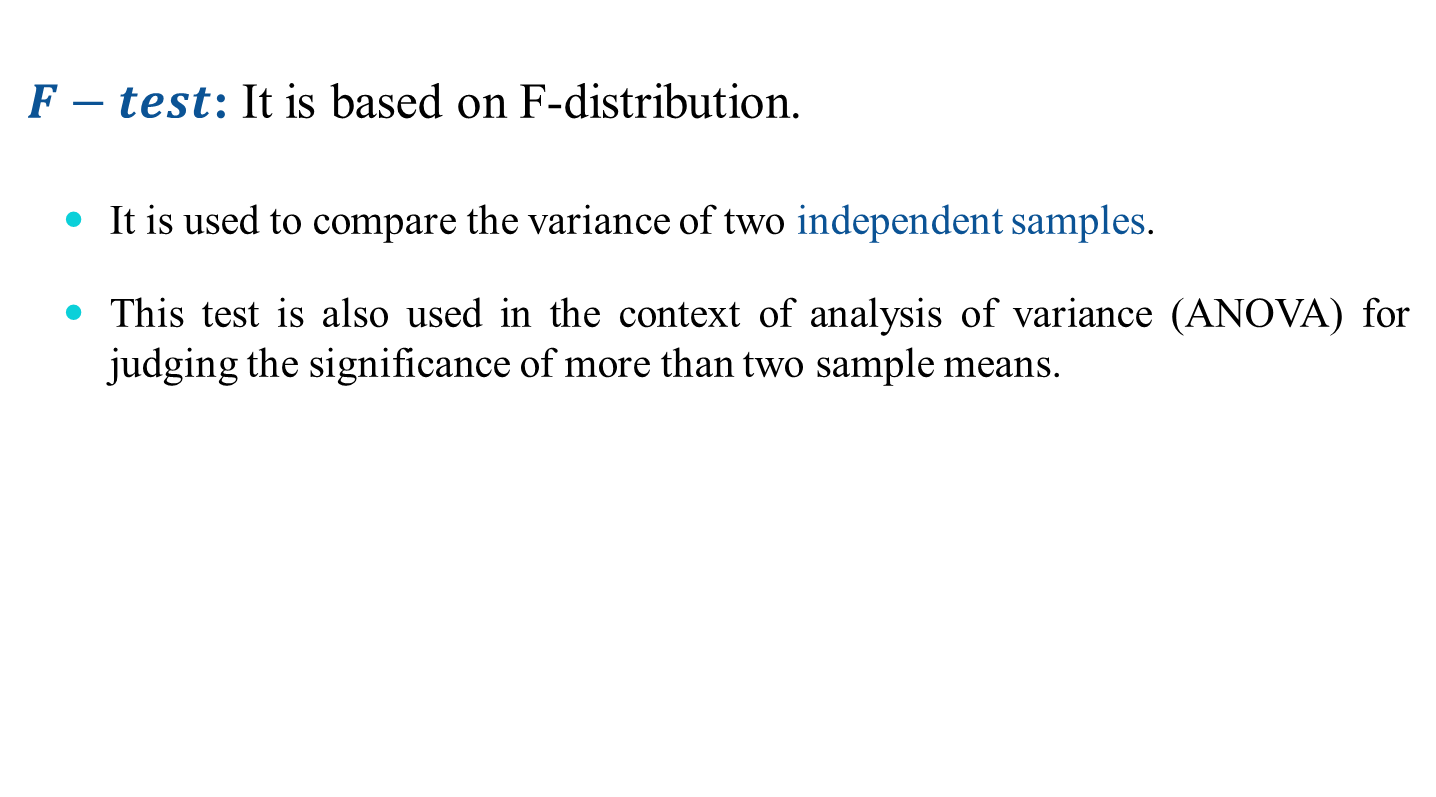 F − test: It is based on F-distribution.
• It is used to compare the variance of two independent samples.
• This test is also used in the context of analysis of variance (ANOVA) for
judging the significance of more than two sample means.